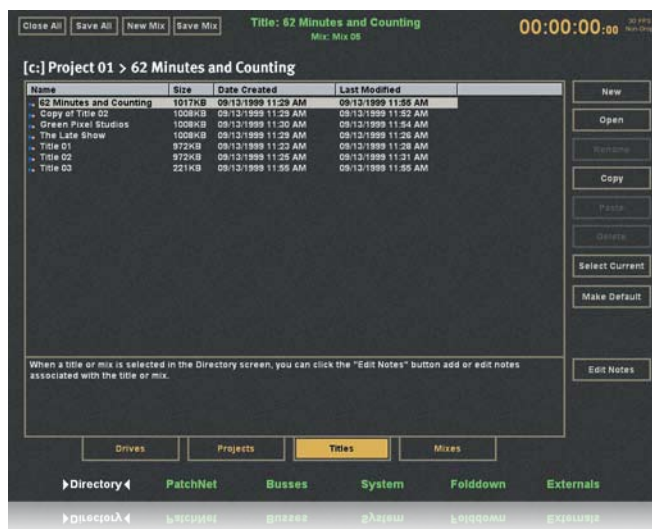 Close All Save All New Mix Save Mix Title: 62 Minutes and Counting 00:00:00:00 30 FPS
Mix: Mix 05 Non-Drop
[c:] Project 01 > 62 Minutes and Counting
Name Size Date Created Last Modified
62 Minutes and Counting 1017KB 09/13/1999 11:29 AM 09/13/1999 11:55 AM
Copy of Title 02 1008KB 09/13/1999 11:29 AM 09/13/1999 11:52 AM
Green Pixel Studios 1008KB 09/13/1999 11:30 AM 09/13/1999 11:54 AM
The Late Show 1008KB 09/13/1999 11:29 AM 09/13/1999 11:26 AM
Title 01 972KB 09/13/1999 11:23 AM 09/13/1999 11:28 AM
Title 02 972KB 09/13/1999 11:25 AM 09/13/1999 11:31 AM
Title 03 221KB 09/13/1999 11:55 AM 09/13/1999 11:55 AM
New
Open
Rename
Copy
Paste
Delete
Select Current
Make Default
When a title or mix is selected in the Directory screen, you can click the "Edit Notes" button add or edit notes
associated with the title or mix.
Edit Notes
Drives Projects Titles Mixes
Directory PatchNet Busses System Folddown Externals